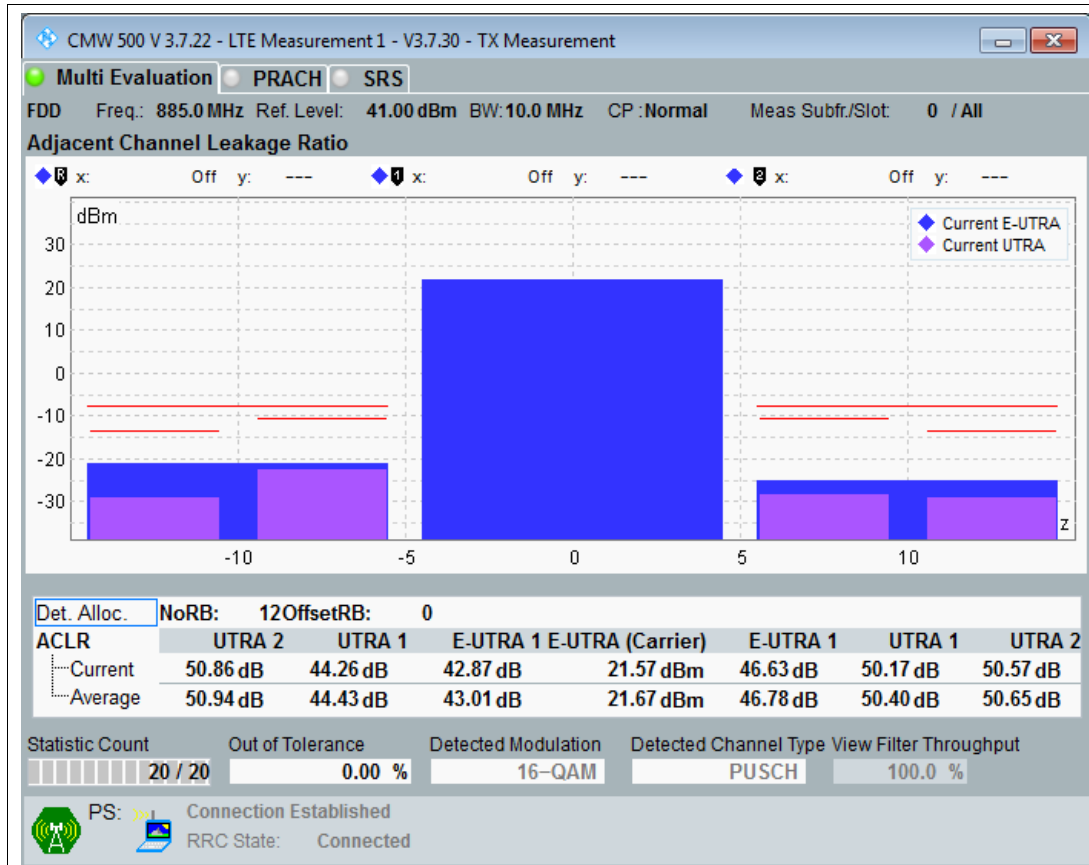 CMW 500 V 3.7.22 - LTE Measurement 1 - V3.7.30 - TX Measurement
Multi Evaluation PRACH SRS
FDD Freq.: 885.0 MHz Ref. Level: 41.00 dBm BW: 10.0 MHz CP : Normal Meas Subfr./Slot: 0 / All
Adjacent Channel Leakage Ratio
R x: Off y: --- 1 x: Off y: --- 2 x: Off y: ---
dBm
Current E-UTRA
Current UTRA
30
20
10
0
-10
-20
-30
z
-10 -5 0 5 10
Det. Alloc. NoRB: 12 OffsetRB: 0
ACLR UTRA 2 UTRA 1 E-UTRA 1 E-UTRA (Carrier) E-UTRA 1 UTRA 1 UTRA 2
Current 50.86 dB 44.26 dB 42.87 dB 21.57 dBm 46.63 dB 50.17 dB 50.57 dB
Average 50.94 dB 44.43 dB 43.01 dB 21.67 dBm 46.78 dB 50.40 dB 50.65 dB
Statistic Count Out of Tolerance Detected Modulation Detected Channel Type View Filter Throughput
20 / 20 0.00 % 16-QAM PUSCH 100.0 %
PS: Connection Established
RRC State: Connected